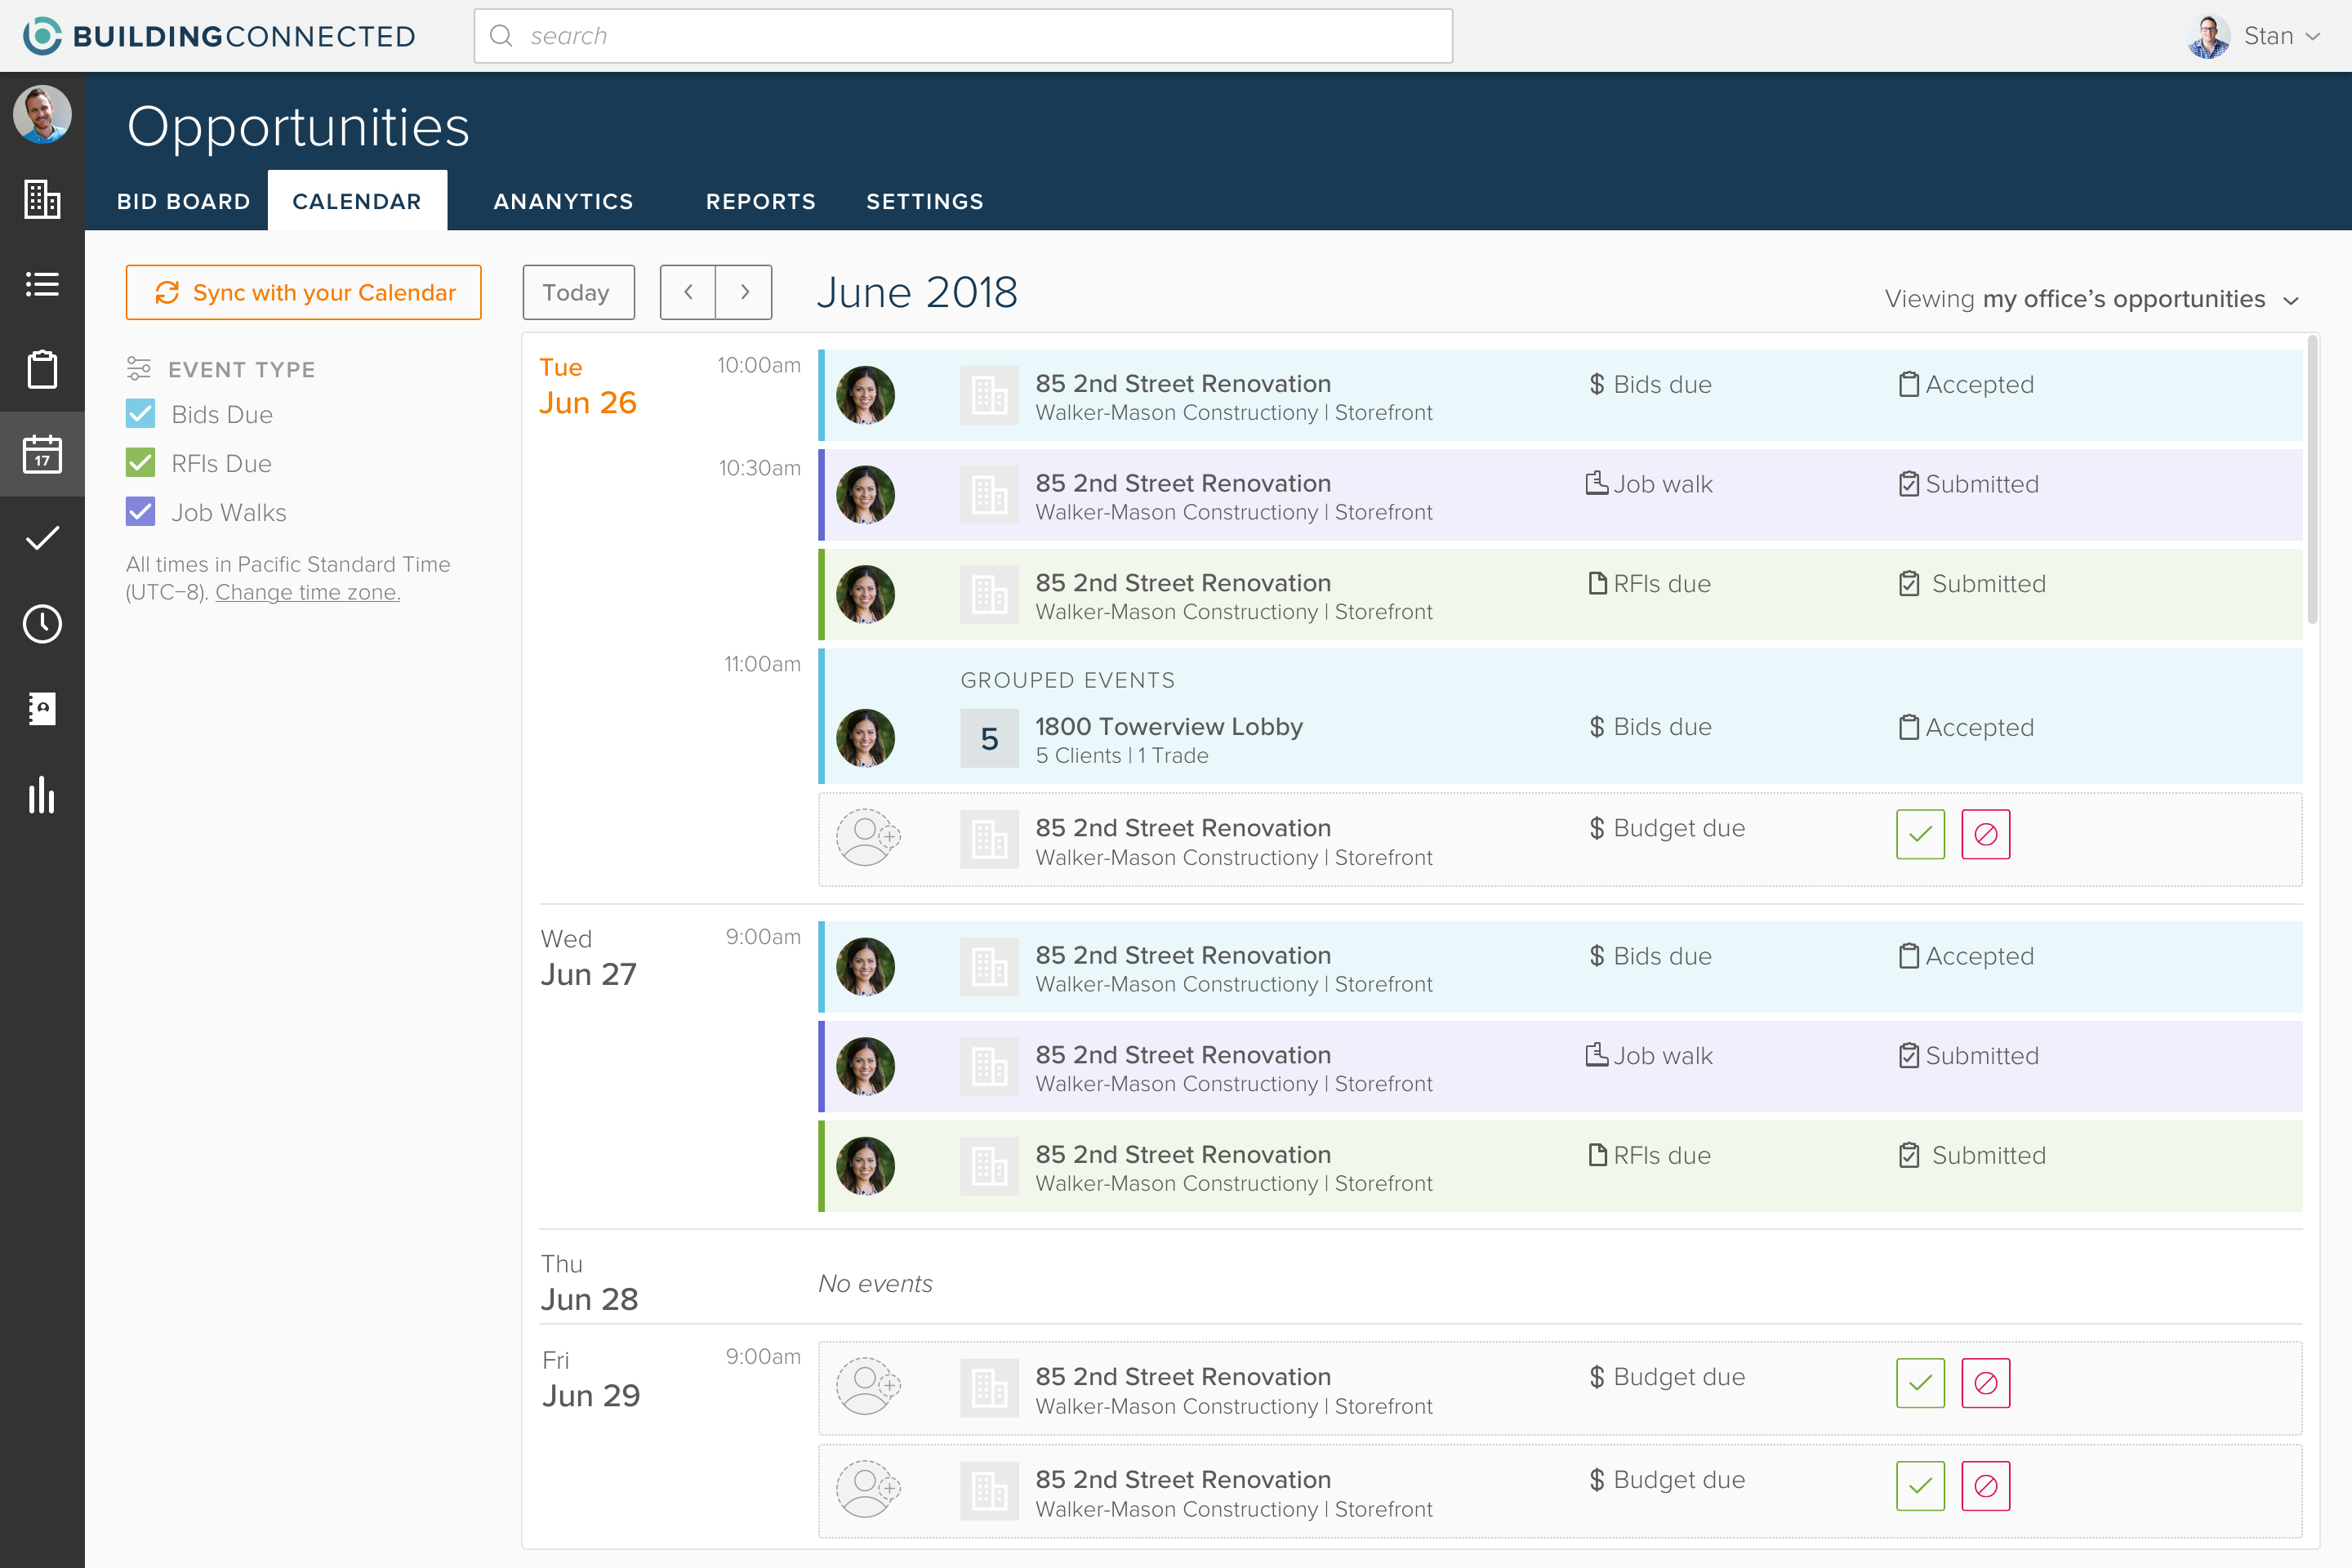 BUILDINGCONNECTED
search
Stan
Opportunities
BID BOARD CALENDAR ANANYTICS REPORTS SETTINGS
17
Sync with your Calendar
EVENT TYPE
Bids Due
RFIs Due
Job Walks
All times in Pacific Standard Time
(UTC–8). Change time zone.
Today
June 2018
Viewing my office's opportunities
Tue
Jun 26
10:00am
85 2nd Street Renovation
Walker-Mason Constructiony | Storefront
$ Bids due
Accepted
10:30am
85 2nd Street Renovation
Walker-Mason Constructiony | Storefront
Job walk
Submitted
85 2nd Street Renovation
Walker-Mason Constructiony | Storefront
RFIs due
Submitted
11:00am
GROUPED EVENTS
5
1800 Towerview Lobby
5 Clients | 1 Trade
$ Bids due
Accepted
85 2nd Street Renovation
Walker-Mason Constructiony | Storefront
$ Budget due
Wed
Jun 27
9:00am
85 2nd Street Renovation
Walker-Mason Constructiony | Storefront
$ Bids due
Accepted
85 2nd Street Renovation
Walker-Mason Constructiony | Storefront
Job walk
Submitted
85 2nd Street Renovation
Walker-Mason Constructiony | Storefront
RFIs due
Submitted
Thu
Jun 28
No events
Fri
Jun 29
9:00am
85 2nd Street Renovation
Walker-Mason Constructiony | Storefront
$ Budget due
85 2nd Street Renovation
Walker-Mason Constructiony | Storefront
$ Budget due